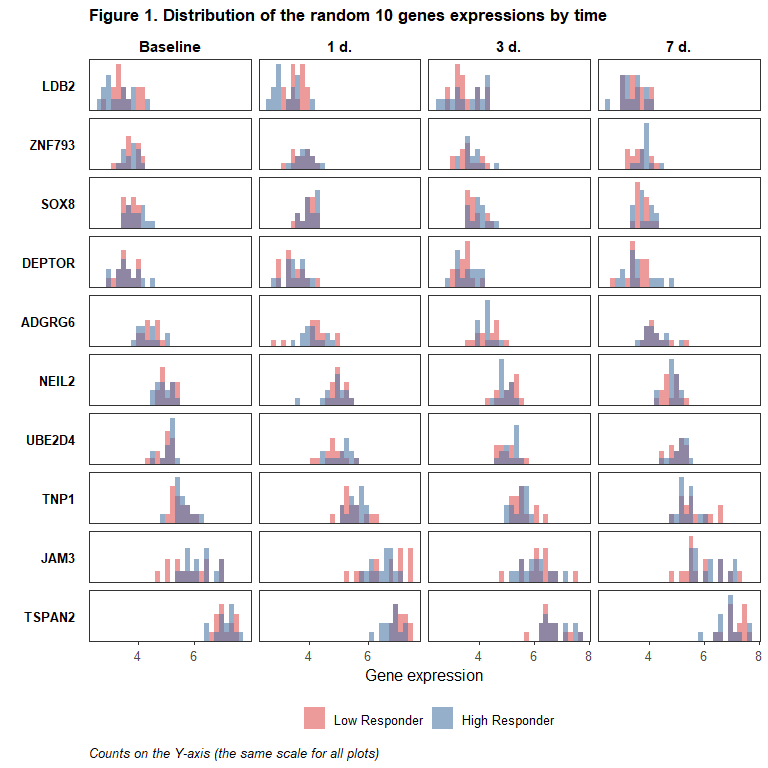 Figure 1. Distribution of the random 10 genes expressions by time
Baseline 1 d. 3 d. 7 d.
LDB2
ZNF793
SOX8
DEPTOR
ADGRG6
NEIL2
UBE2D4
TNP1
JAM3
TSPAN2
4 6 4 6 4 6 8 4 6 8
Gene expression
Low Responder High Responder
Counts on the Y-axis (the same scale for all plots)